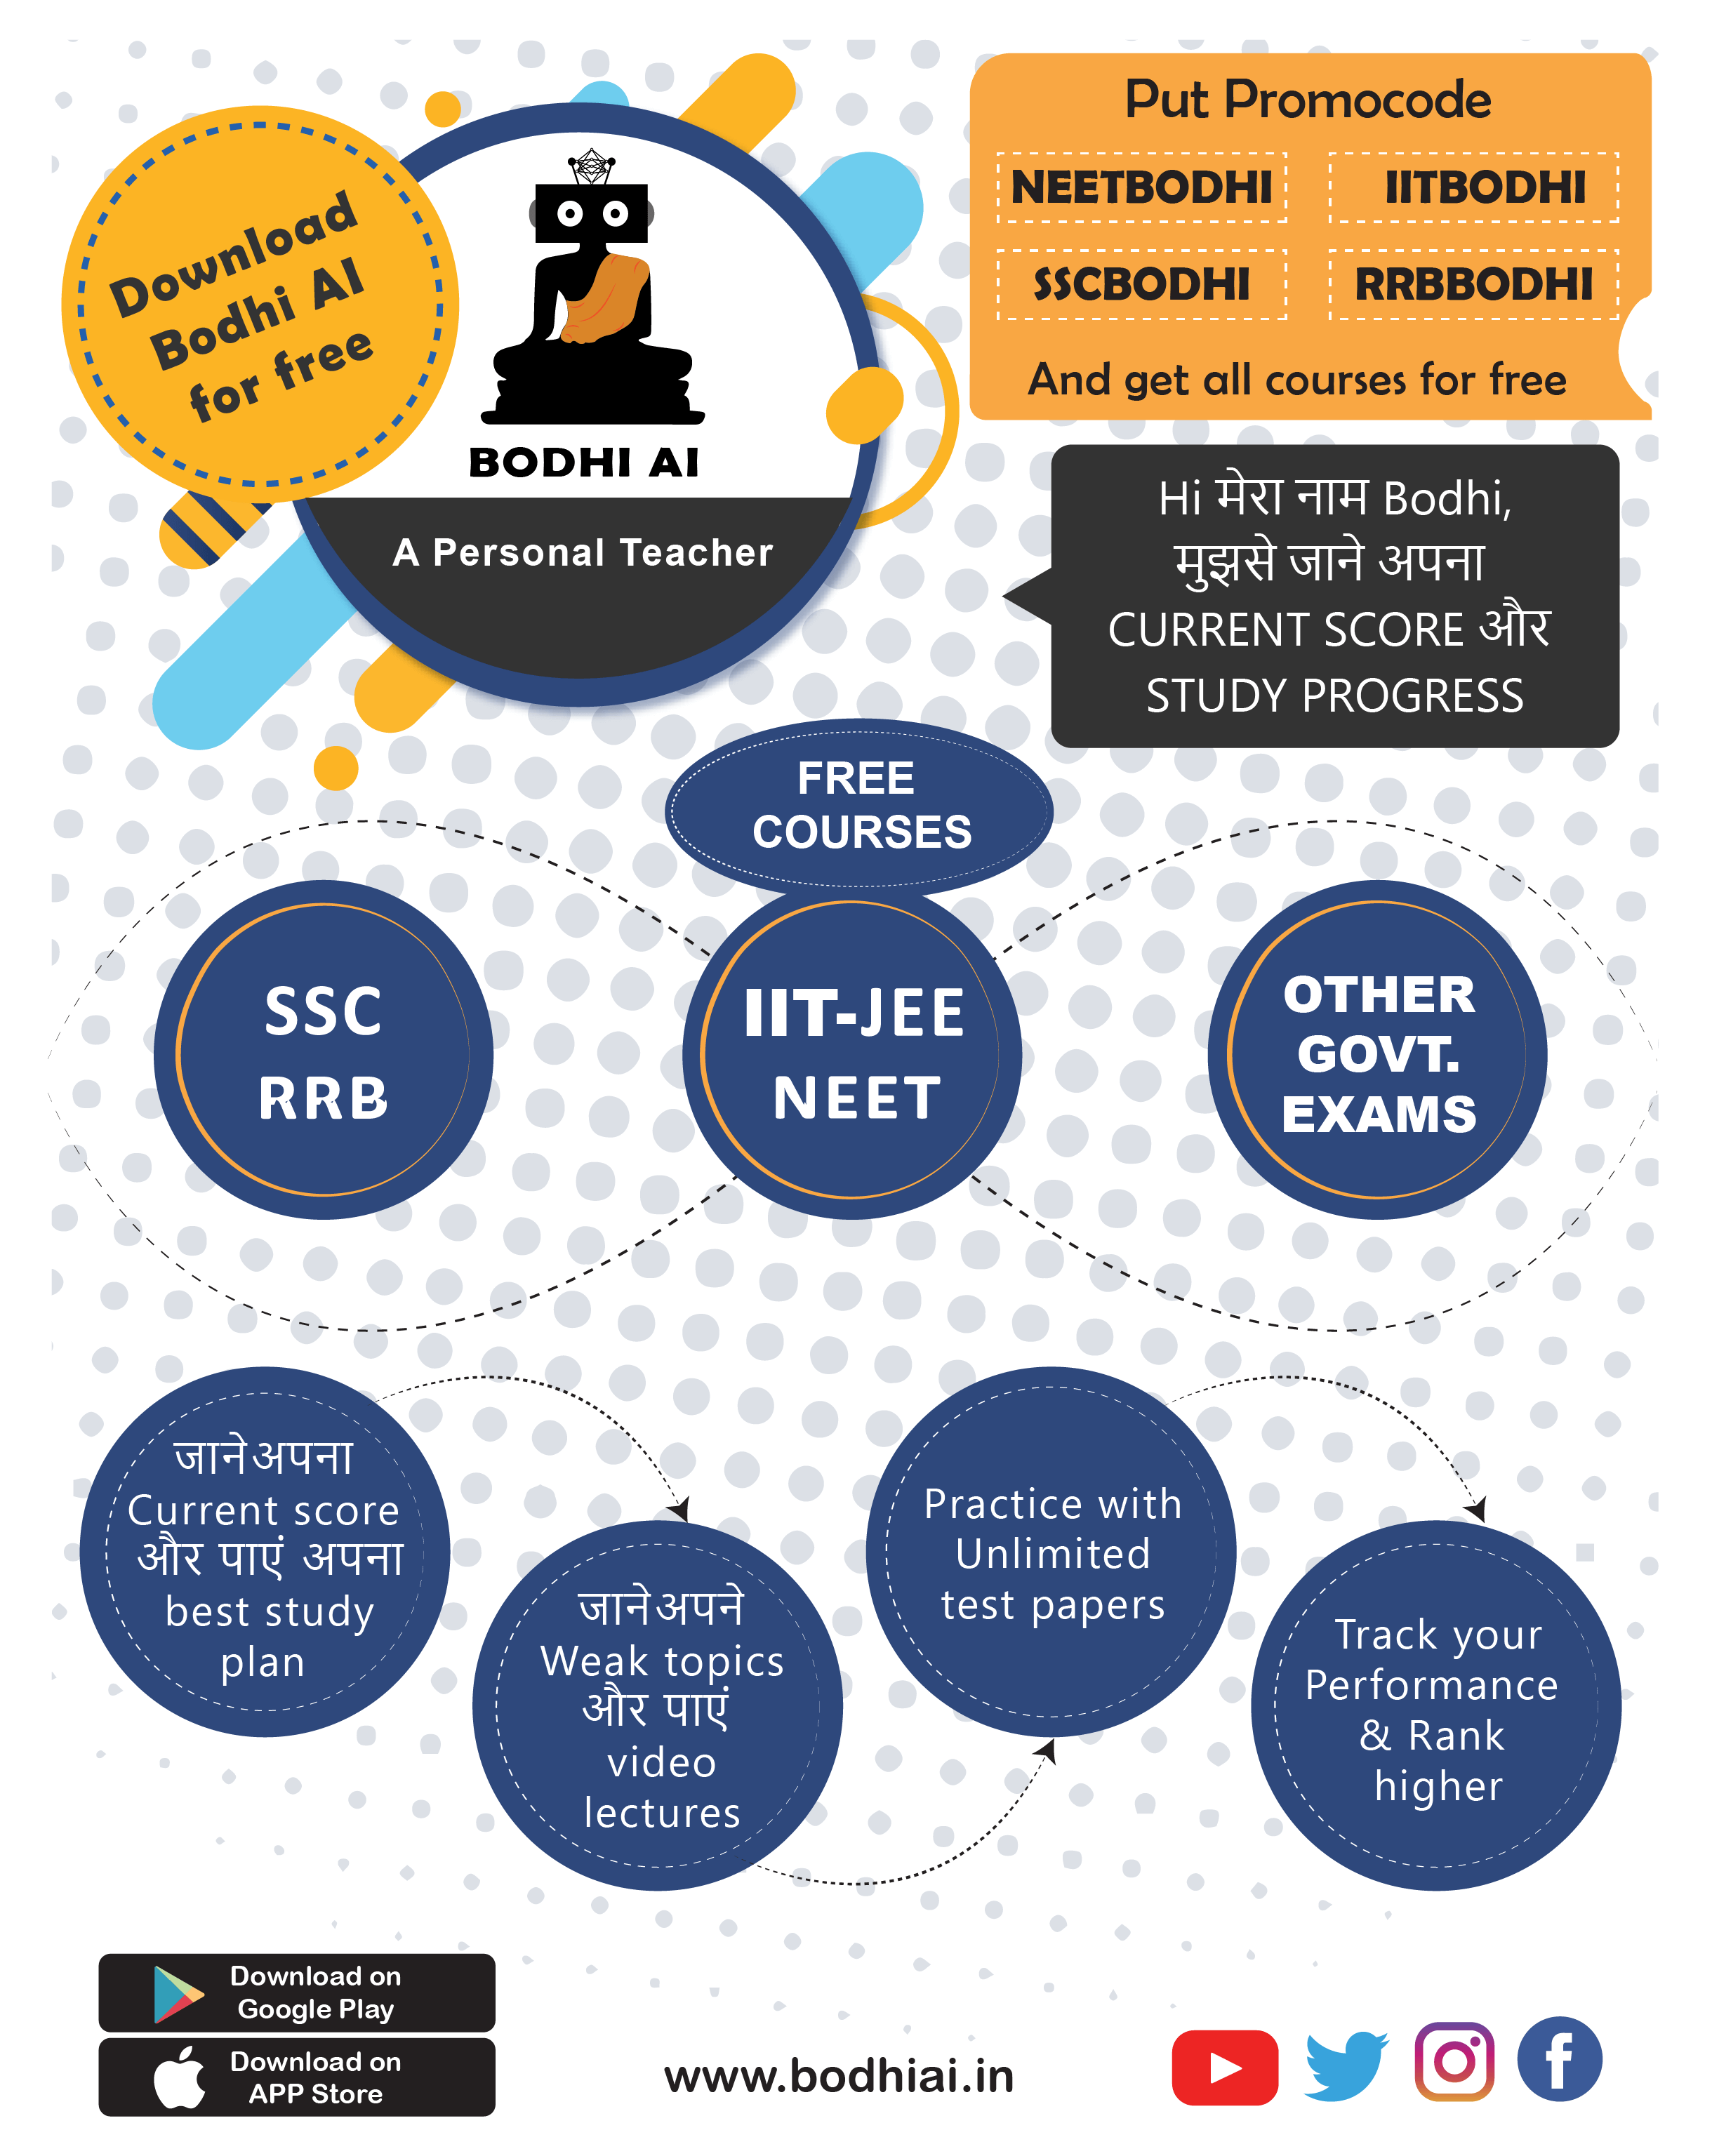 Download
Bodhi AI
for free
BODHI AI
A Personal Teacher
Put Promocode
NEETBODHI
IITBODHI
SSCBODHI
RRBBODHI
And get all courses for free
Hi मेरा नाम Bodhi,
मुझसे जाने अपना
CURRENT SCORE और
STUDY PROGRESS
FREE
COURSES
SSC
RRB
IIT-JEE
NEET
OTHER
GOVT.
EXAMS
जाने अपना
Current score
और पाएं अपना
best study
plan
जाने अपने
Weak topics
और पाएं
video
lectures
Practice with
Unlimited
test papers
Track your
Performance
& Rank
higher
Download on
Google Play
Download on
APP Store
www.bodhiai.in